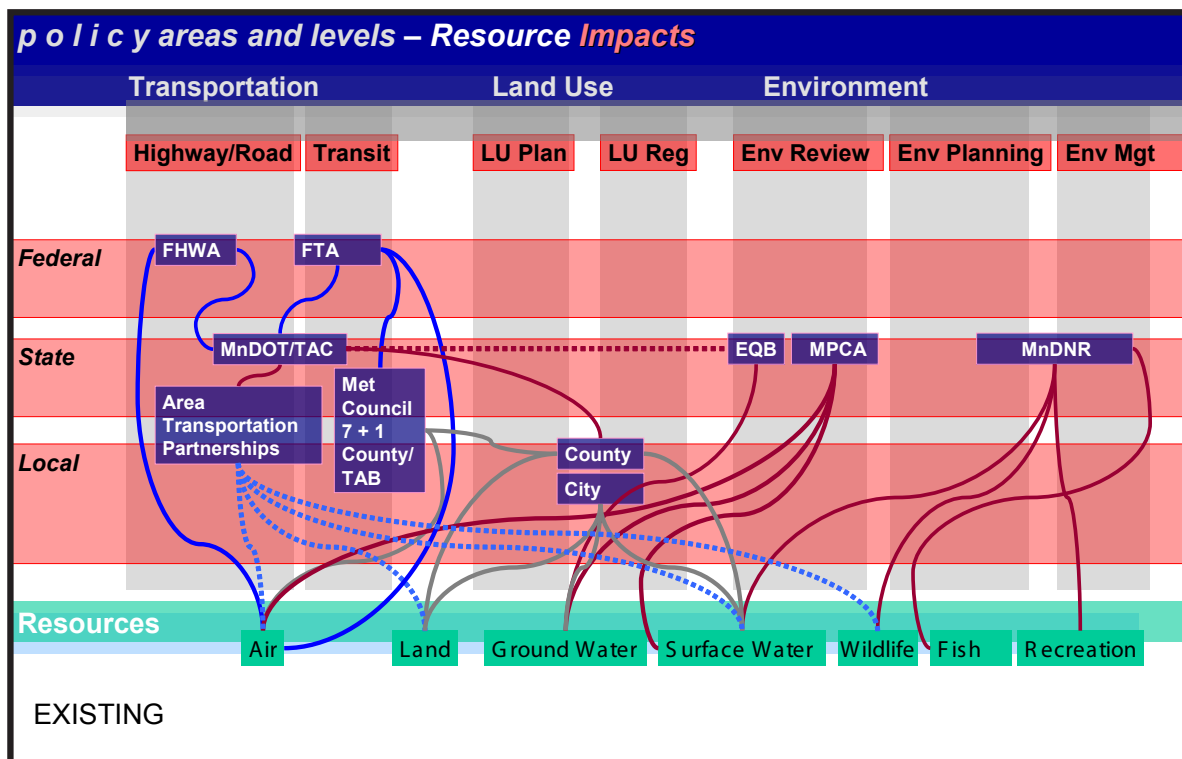 p o l i c y areas and levels – Resource Impacts
Transportation Land Use Environment
Highway/Road Transit LU Plan LU Reg Env Review Env Planning Env Mgt
Federal
FHWA FTA
State
MnDOT/TAC EQB MPCA MnDNR
Area
Transportation
Partnerships
Met
Council
7 + 1
County/
TAB
Local
County
City
Resources
Air Land Ground Water Surface Water Wildlife Fish Recreation
EXISTING